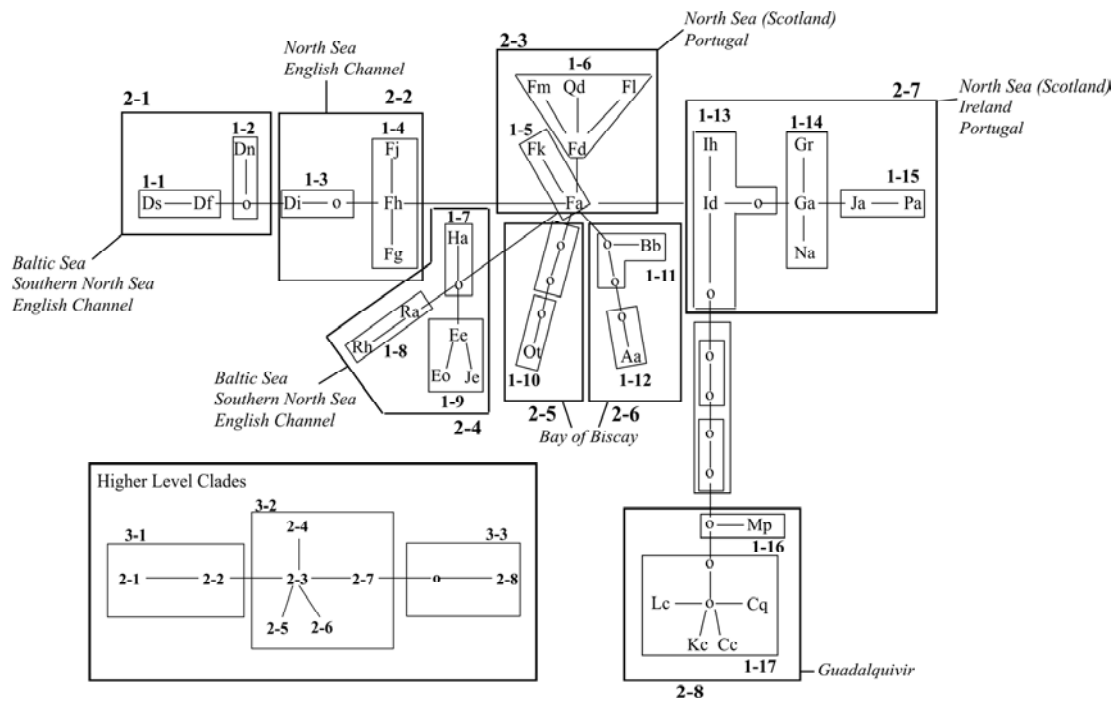 North Sea (Scotland)
Portugal
North Sea
English Channel
2-3
1-6
Fm Qd Fl
North Sea (Scotland)
Ireland
Portugal
2-7
2-1
2-2
1-2
Dn
1-4
Fj
1-5
Fk Fd
1-13
Ih
1-14
Gr
1-1
Ds Df o
1-3
Di o Fh
Fa
Id o Ga
1-15
Ja Pa
Fg
Na
1-7
Ha
o
o
o
o Bb
o
1-11
o
Baltic Sea
Southern North Sea
English Channel
Ra
Rh
1-8
Ee
Eo Je
1-9
2-4
o
Ot
1-10
2-5
o
Aa
1-12
2-6
o
o
o
o
Baltic Sea
Southern North Sea
English Channel
Bay of Biscay
Higher Level Clades
3-1
2-1 2-2
3-2
2-4
2-3 2-7
2-5 2-6
3-3
o 2-8
o Mp
1-16
o
Lc o Cq
Kc Cc
1-17
2-8
Guadalquivir